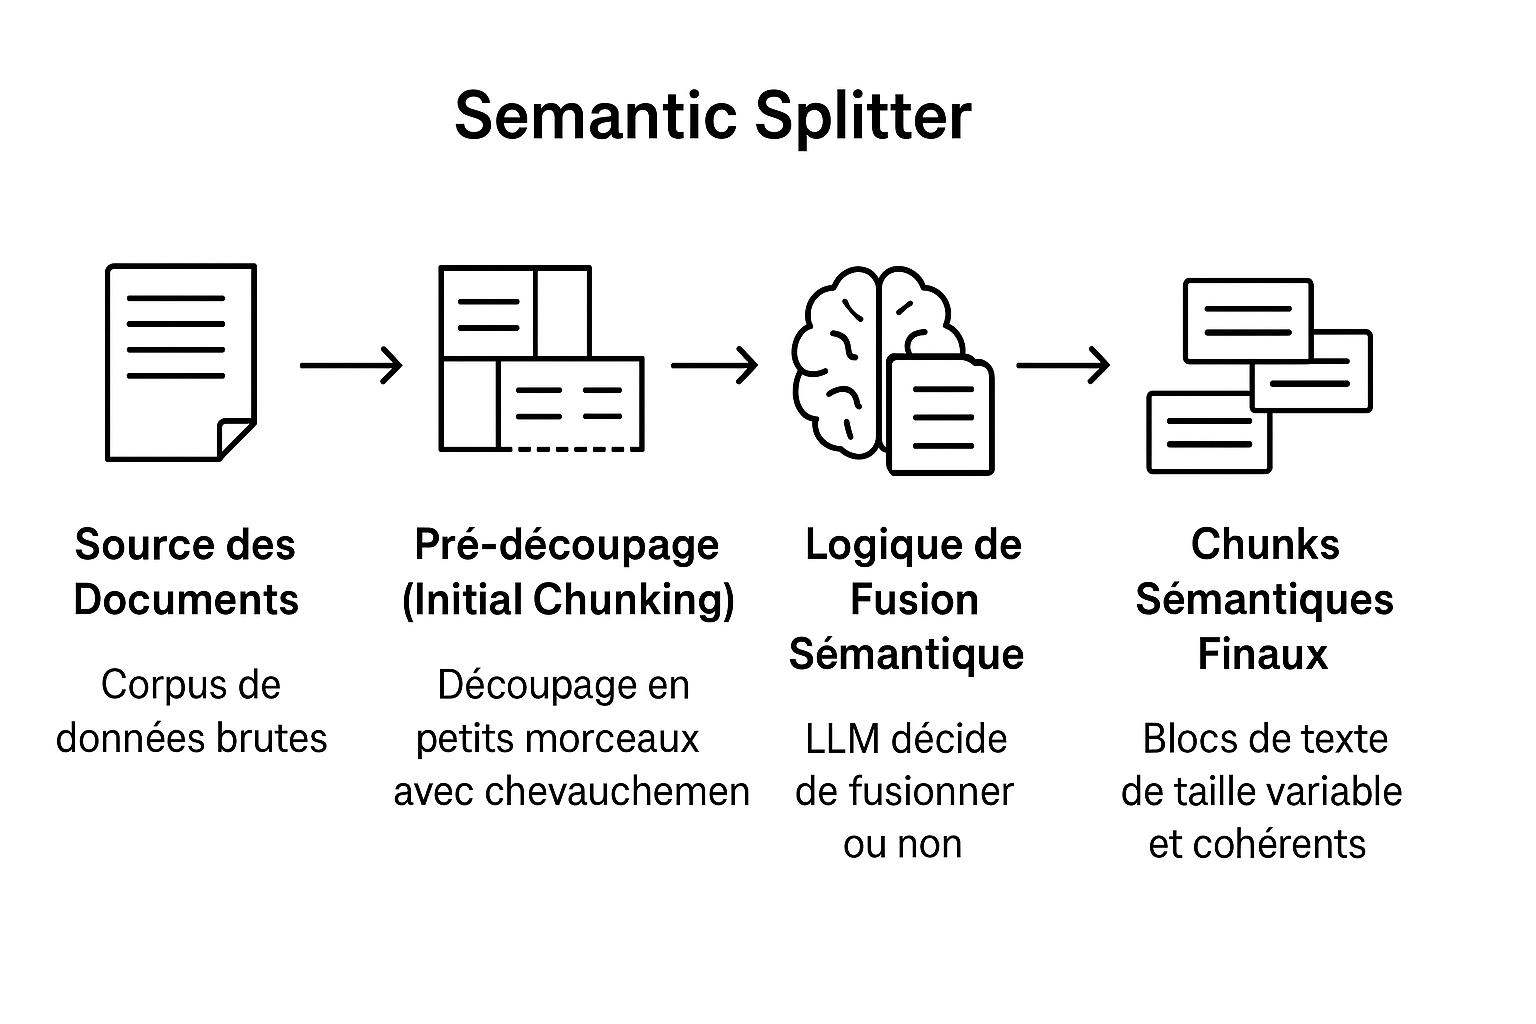 Semantic Splitter
Source des
Documents
Corpus de
données brutes
Pré-découpage
(Initial Chunking)
Découpage en
petits morceaux
avec chevauchemen
Logique de
Fusion
Sémantique
LLM décide
de fusionner
ou non
Chunks
Sémantiques
Finaux
Blocs de texte
de taille variable
et cohérents